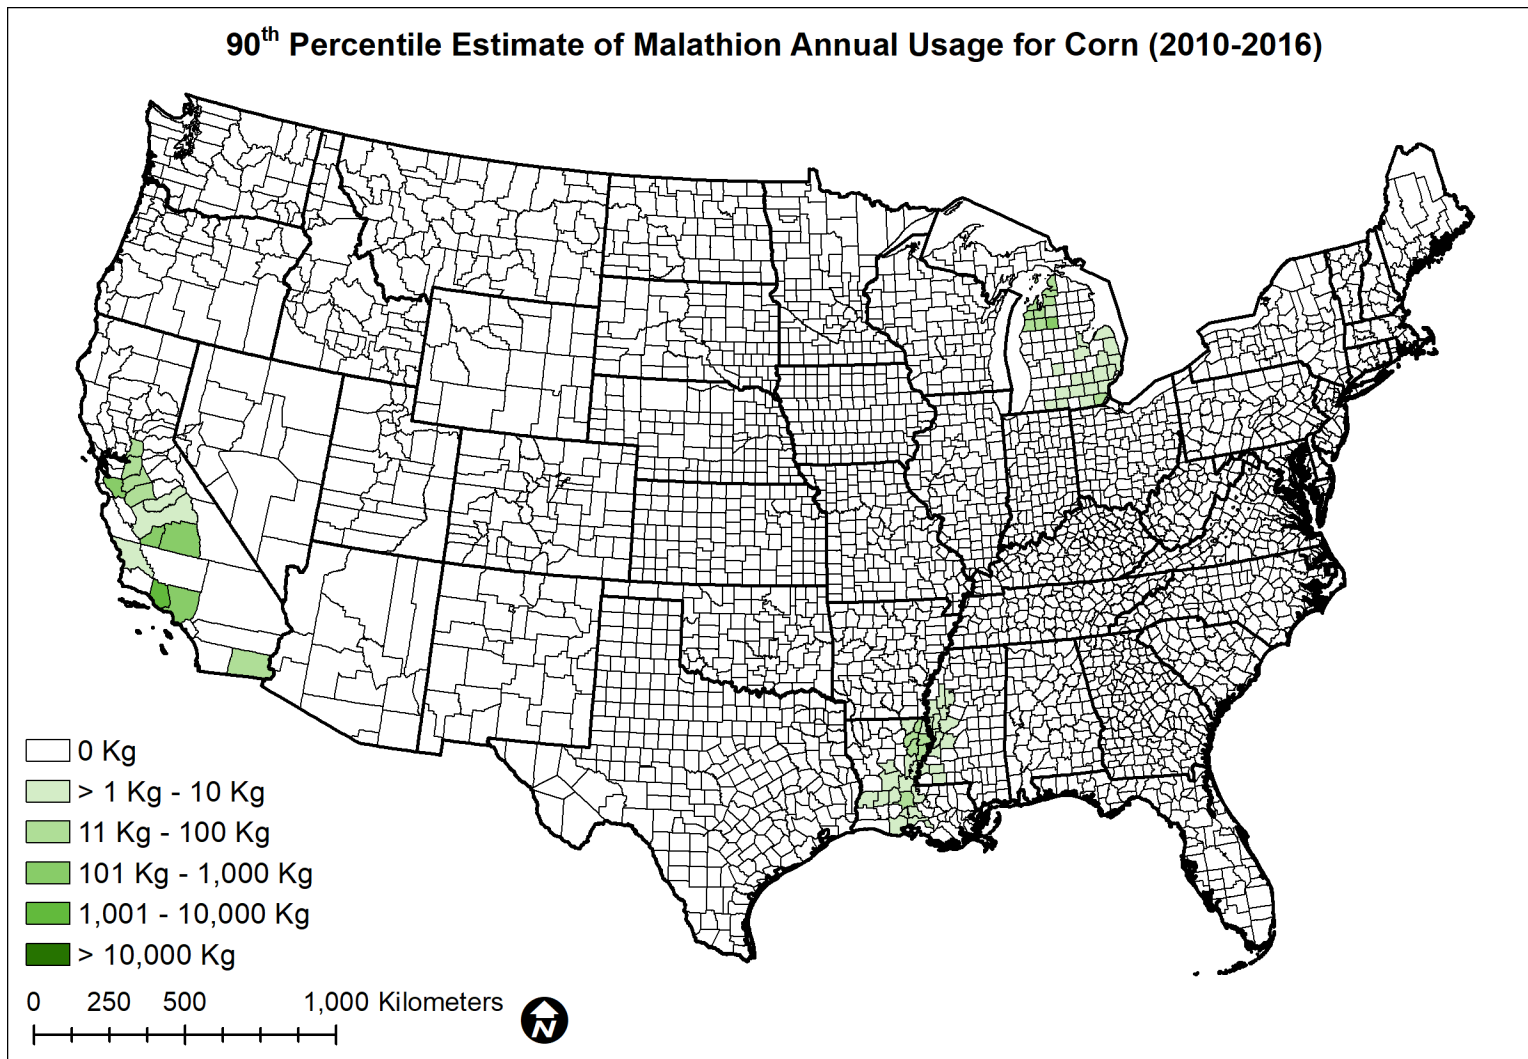 90th Percentile Estimate of Malathion Annual Usage for Corn (2010-2016)
0 Kg
> 1 Kg - 10 Kg
11 Kg - 100 Kg
101 Kg - 1,000 Kg
1,001 - 10,000 Kg
> 10,000 Kg
0 250 500 1,000 Kilometers
N